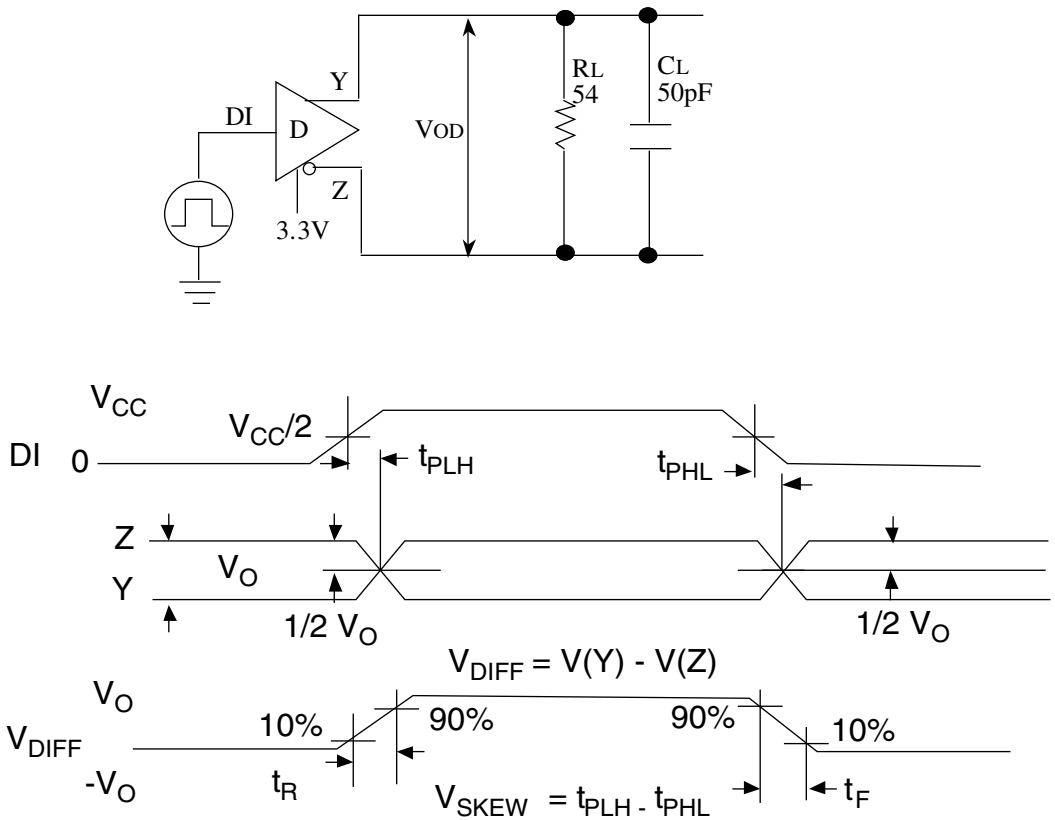 Y
RL
54
CL
50pF
DI
D
VOD
Z
3.3V
VCC
VCC/2
DI 0
tPLH
tPHL
Z
VO
Y
1/2 VO
1/2 VO
VDIFF = V(Y) - V(Z)
VO
10%
90%
90%
10%
VDIFF
-VO
tR
tF
VSKEW = tPLH - tPHL